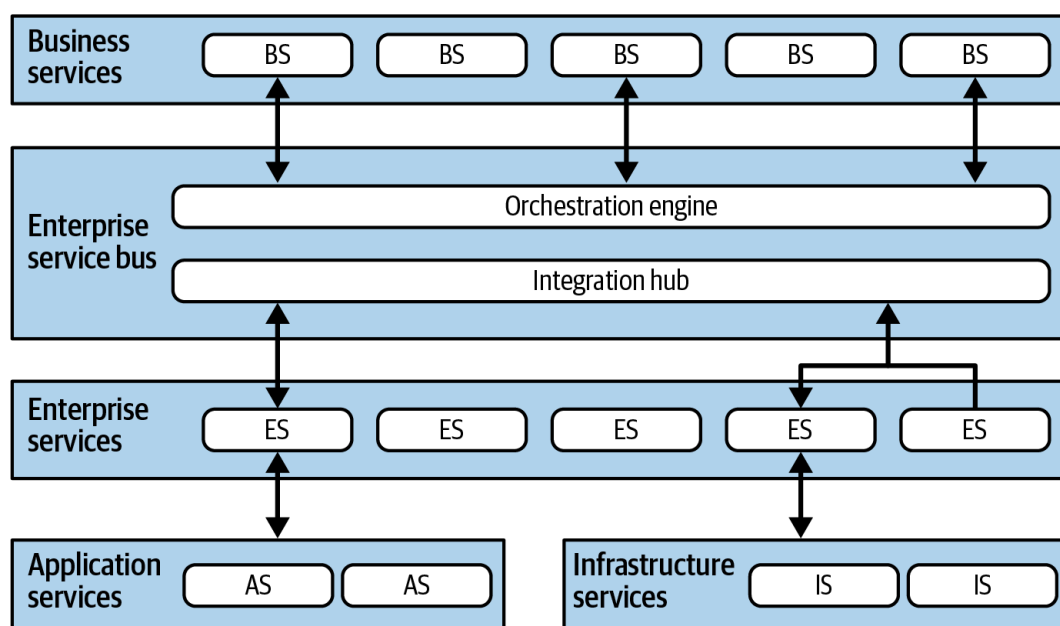 Business
services
BS BS BS BS BS
Enterprise
service bus
Orchestration engine
Integration hub
Enterprise
services
ES ES ES ES ES
Application
services
AS AS
Infrastructure
services
IS IS